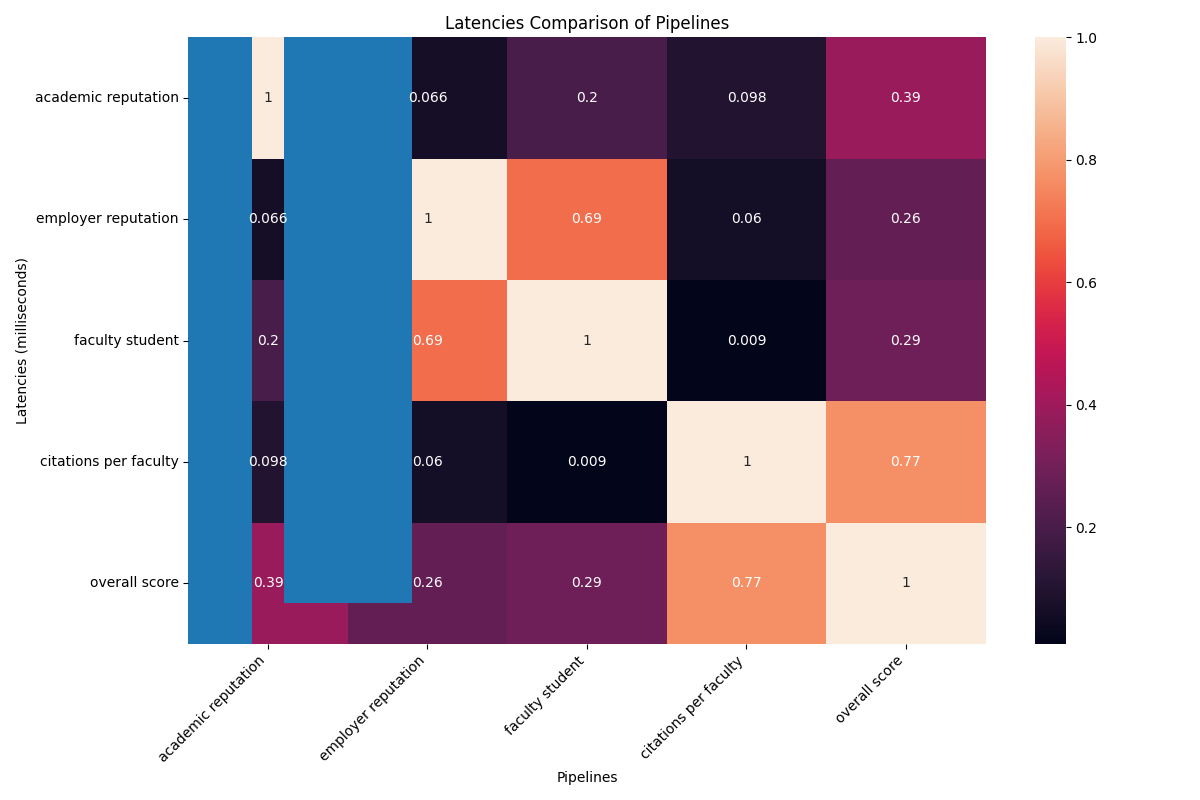 Latencies Comparison of Pipelines
academic reputation 1 0.066 0.2 0.098 0.39
employer reputation 0.066 1 0.69 0.06 0.26
faculty student 0.2 0.69 1 0.009 0.29
citations per faculty 0.098 0.06 0.009 1 0.77
overall score 0.39 0.26 0.29 0.77 1
Latencies (milliseconds)
academic reputation
employer reputation
faculty student
citations per faculty
overall score
Pipelines
1.0
0.8
0.6
0.4
0.2